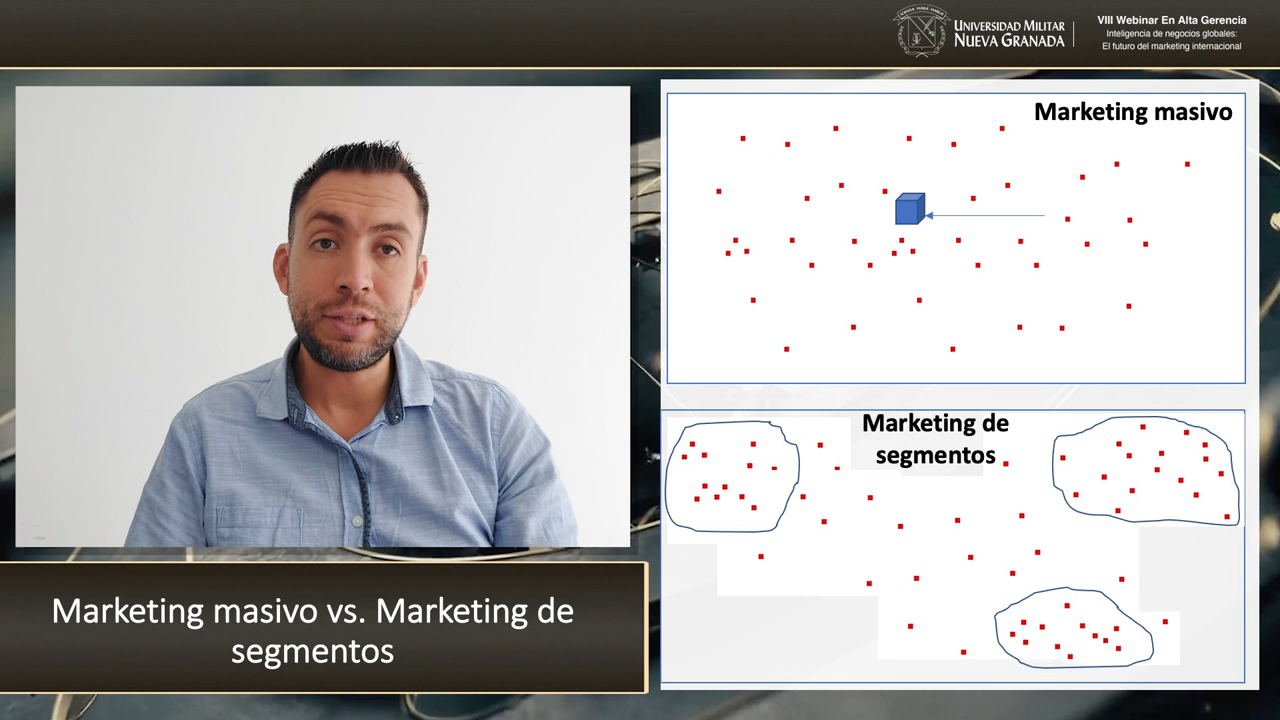 UNIVERSIDAD MILITAR
NUEVA GRANADA
VIII Webinar En Alta Gerencia
Inteligencia de negocios globales:
El futuro del marketing internacional
Marketing masivo
Marketing de
segmentos
Marketing masivo vs. Marketing de
segmentos